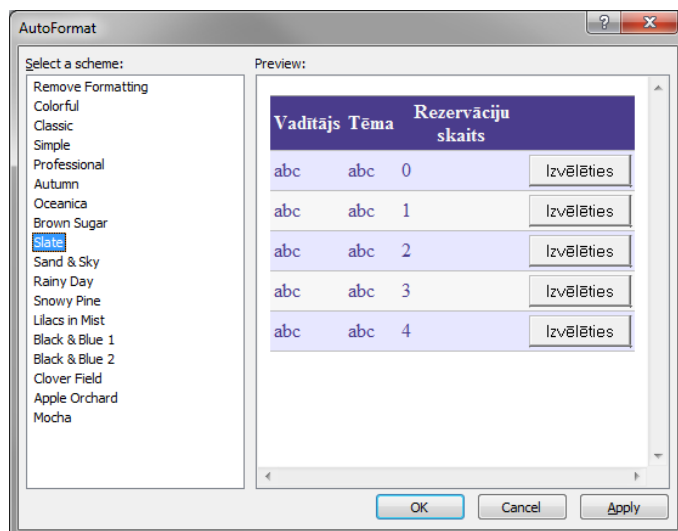 AutoFormat
Select a scheme:
Remove Formatting
Colorful
Classic
Simple
Professional
Autumn
Oceanica
Brown Sugar
Slate
Sand & Sky
Rainy Day
Snowy Pine
Lilacs in Mist
Black & Blue 1
Black & Blue 2
Clover Field
Apple Orchard
Mocha
Preview:
Vadītājs Tēma Rezervāciju skaits
abc abc 0 Izvēlēties
abc abc 1 Izvēlēties
abc abc 2 Izvēlēties
abc abc 3 Izvēlēties
abc abc 4 Izvēlēties
OK Cancel Apply